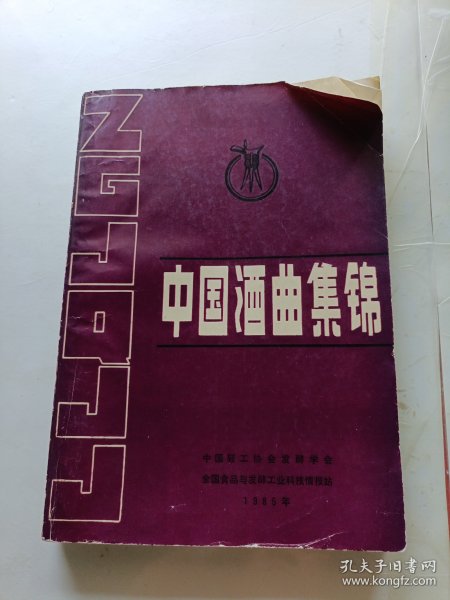 ZGJQJJ
中国酒曲集锦
中国轻工协会发酵学会
全国食品与发酵工业科技情报站
1985年
孔夫子旧书网
www.kongfz.com